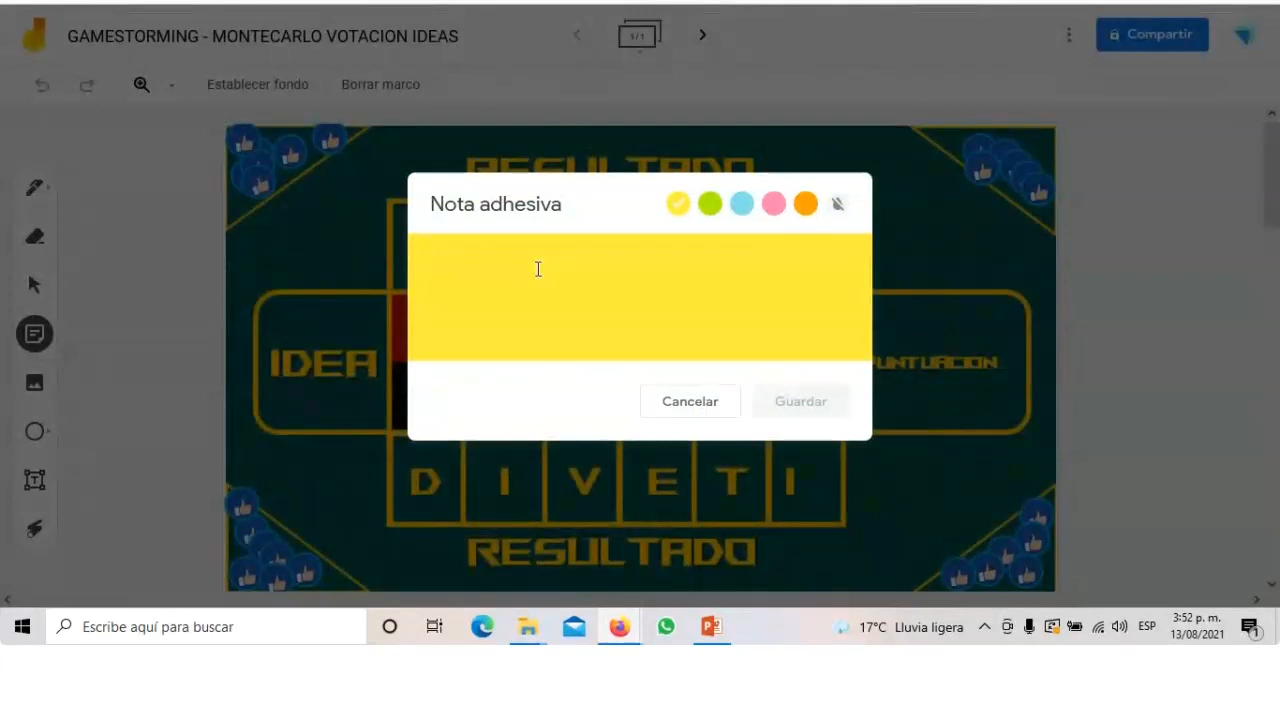 GAMESTORMING - MONTECARLO VOTACION IDEAS
1/1
Compartir
Establecer fondo
Borrar marco
RESULTADO
Nota adhesiva
IDEA
PUNTUACION
Cancelar
Guardar
D I V E T I
RESULTADO
Escribe aquí para buscar
17°C Lluvia ligera
ESP
3:52 p. m.
13/08/2021
1